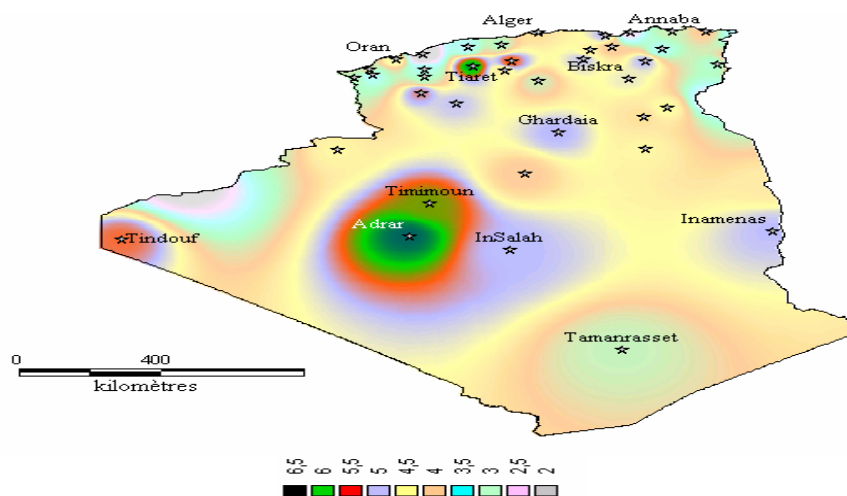 Alger
Annaba
Oran
Tiaret
Biskra
Ghardaia
Timimoun
Adrar
InSalah
Inamenas
Tindouf
Tamanrasset
0 400
kilomètres
6,5 6 5,5 5 4,5 4 3,5 3 2,5 2